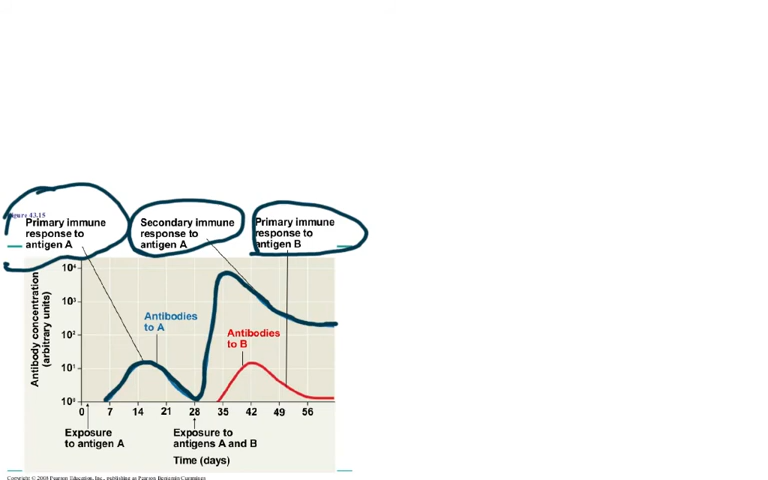 Figure 43.15
Primary immune
response to
antigen A
Secondary immune
response to
antigen A
Primary immune
response to
antigen B
Antibody concentration
(arbitrary units)
10⁴
10³
10²
10¹
10⁰
Antibodies
to A
Antibodies
to B
0 7 14 21 28 35 42 49 56
Exposure
to antigen A
Exposure to
antigens A and B
Time (days)
Copyright © 2008 Pearson Education, Inc., publishing as Pearson Benjamin Cummings